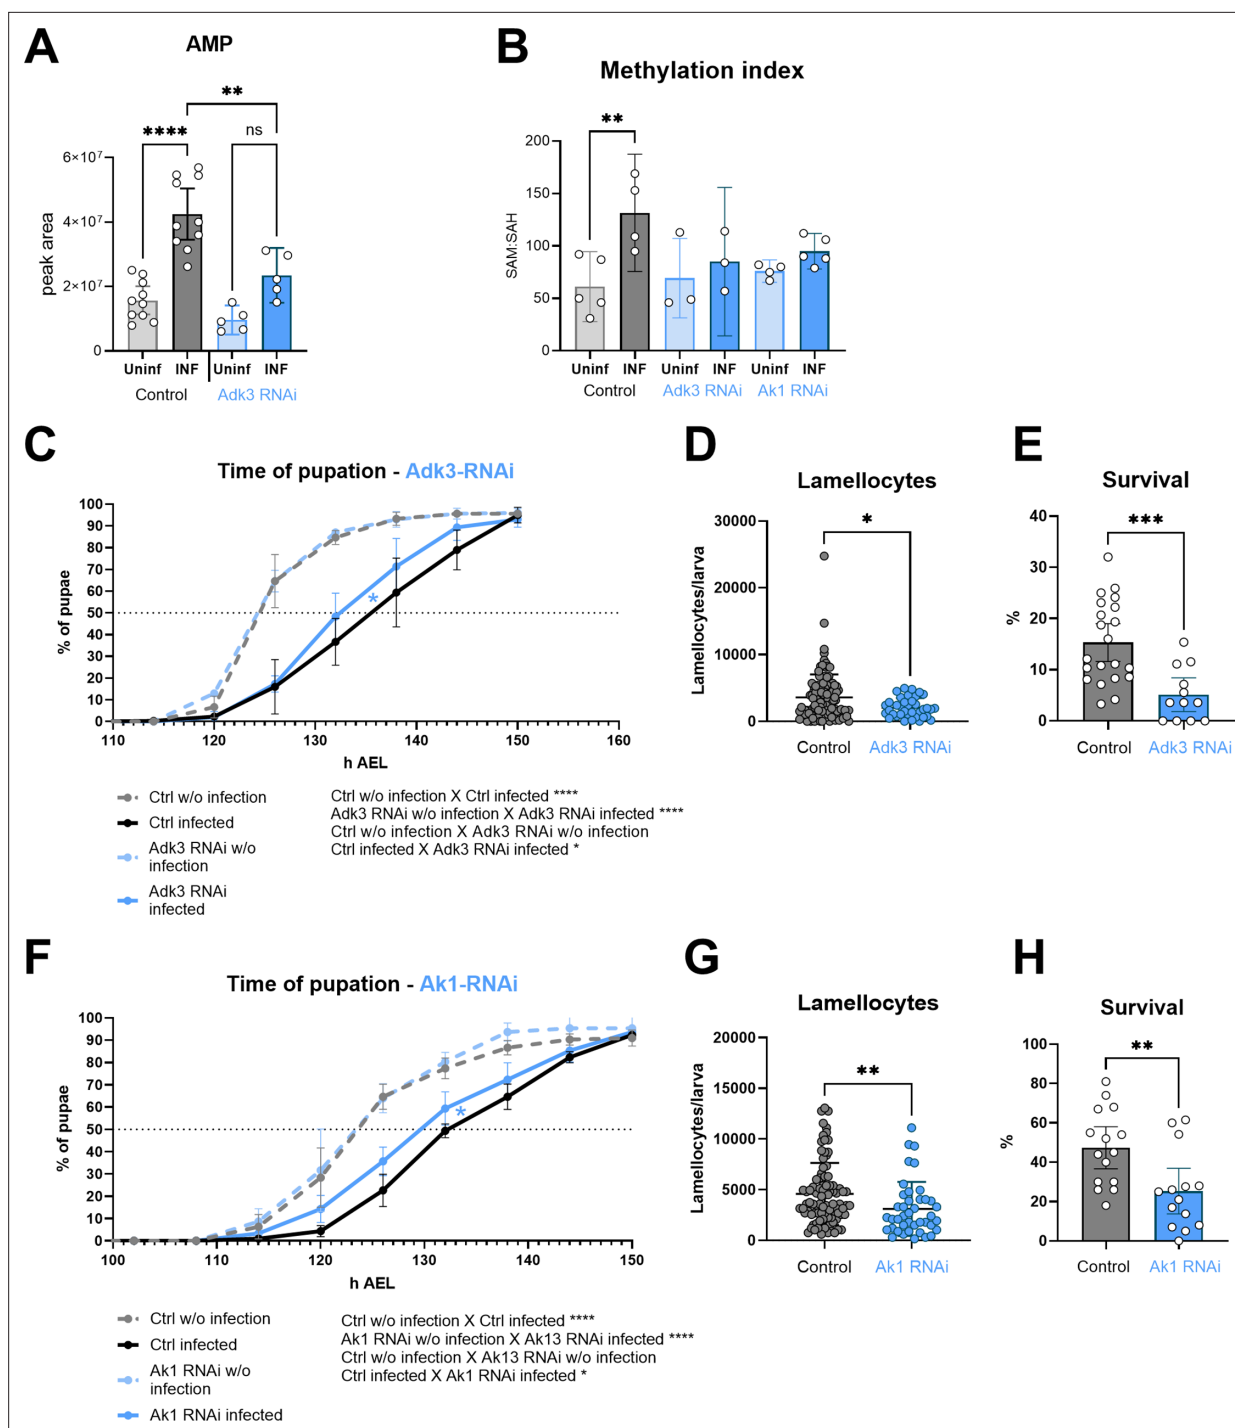 A
AMP
**
****
ns
6×10⁷
4×10⁷
2×10⁷
0
peak area
Uninf INF Uninf INF
Control Adk3 RNAi
B
Methylation index
**
200
150
100
50
0
SAM:SAH
Uninf INF Uninf INF Uninf INF
Control Adk3 RNAi Ak1 RNAi
C
Time of pupation - Adk3-RNAi
100
90
80
70
60
50
40
30
20
10
0
% of pupae
*
110 120 130 140 150 160
h AEL
Ctrl w/o infection
Ctrl infected
Adk3 RNAi w/o
infection
Adk3 RNAi
infected
Ctrl w/o infection X Ctrl infected ****
Adk3 RNAi w/o infection X Adk3 RNAi infected ****
Ctrl w/o infection X Adk3 RNAi w/o infection
Ctrl infected X Adk3 RNAi infected *
D
Lamellocytes
*
30000
20000
10000
0
Lamellocytes/larva
Control Adk3 RNAi
E
Survival
***
40
30
20
10
0
%
Control Adk3 RNAi
F
Time of pupation - Ak1-RNAi
100
90
80
70
60
50
40
30
20
10
0
% of pupae
*
100 110 120 130 140 150
h AEL
Ctrl w/o infection
Ctrl infected
Ak1 RNAi w/o
infection
Ak1 RNAi infected
Ctrl w/o infection X Ctrl infected ****
Ak1 RNAi w/o infection X Ak13 RNAi infected ****
Ctrl w/o infection X Ak13 RNAi w/o infection
Ctrl infected X Ak1 RNAi infected *
G
Lamellocytes
**
20000
15000
10000
5000
0
Lamellocytes/larva
Control Ak1 RNAi
H
Survival
**
100
80
60
40
20
0
%
Control Ak1 RNAi